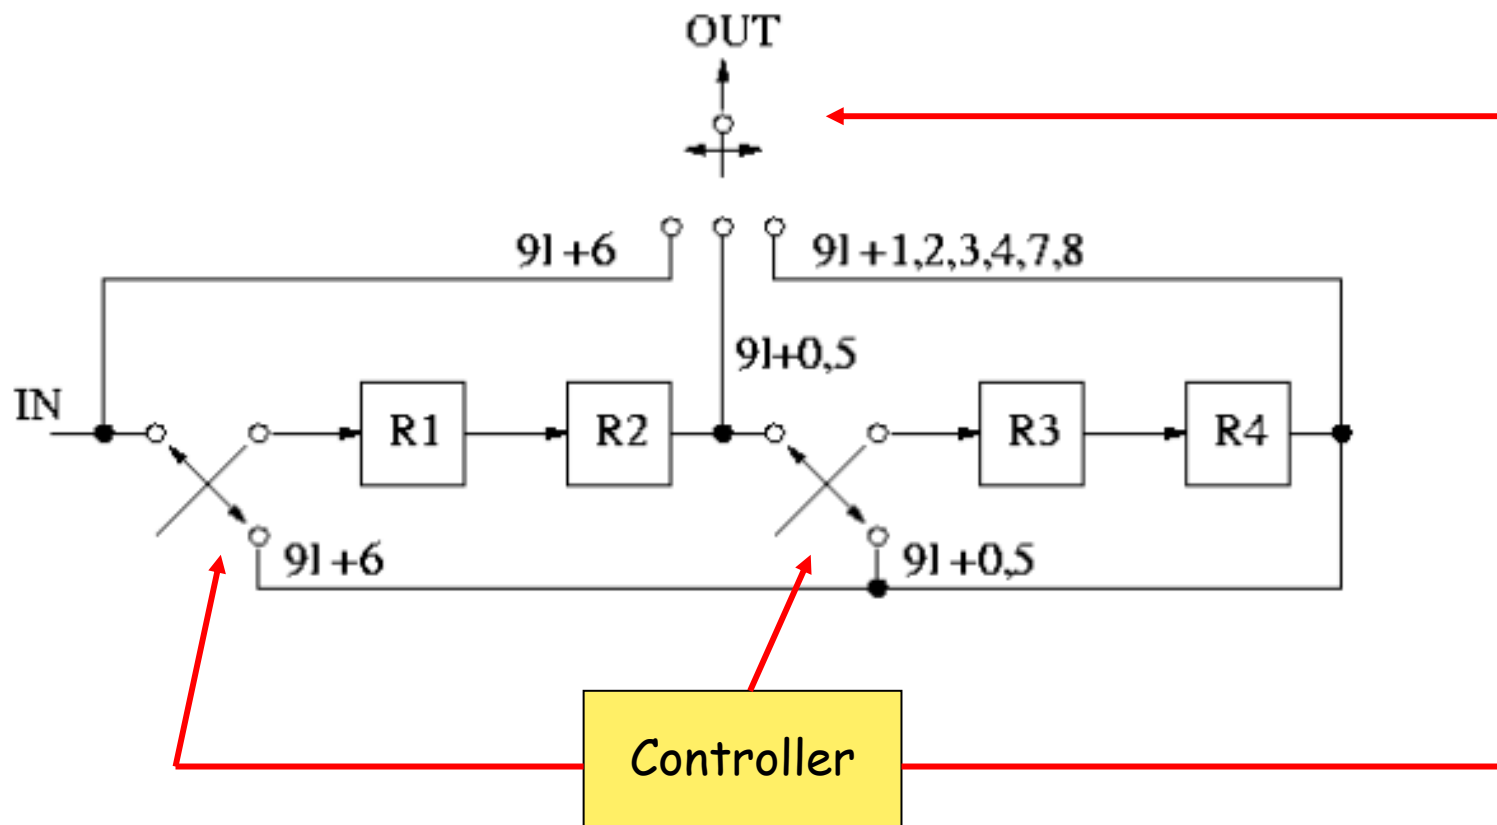 OUT
9l +6
9l +1,2,3,4,7,8
9l+0,5
IN
R1
R2
R3
R4
9l +6
9l +0,5
Controller